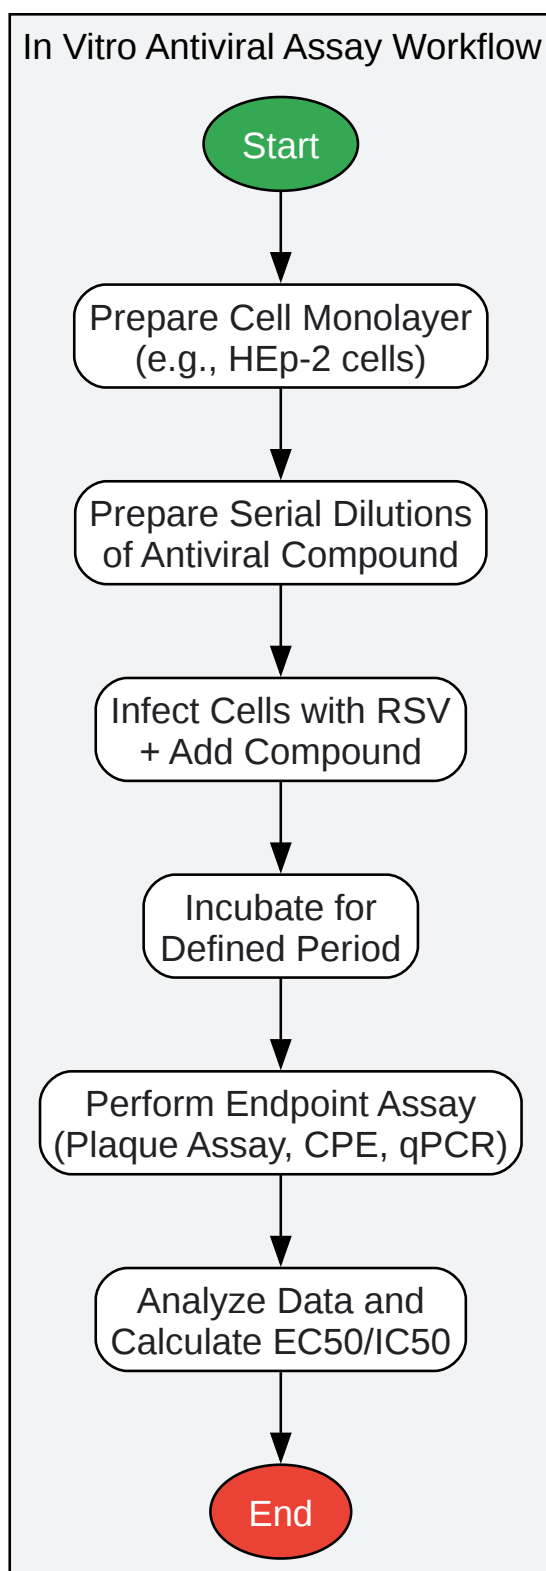 In Vitro Antiviral Assay Workflow
Start
Prepare Cell Monolayer
(e.g., HEp-2 cells)
Prepare Serial Dilutions
of Antiviral Compound
Infect Cells with RSV
+ Add Compound
Incubate for
Defined Period
Perform Endpoint Assay
(Plaque Assay, CPE, qPCR)
Analyze Data and
Calculate EC50/IC50
End